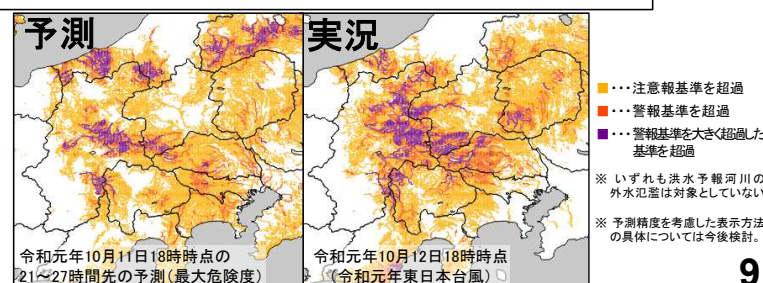 予測
実況
令和元年10月11日18時時点の
21～27時間先の予測(最大危険度)
令和元年10月12日18時時点
(令和元年東日本台風)
■・・・注意報基準を超過
■・・・警報基準を超過
■・・・警報基準を大きく超過した
基準を超過
※ いずれも洪水予報河川の
外水氾濫は対象としていない
※ 予測精度を考慮した表示方法
の具体については今後検討。
9